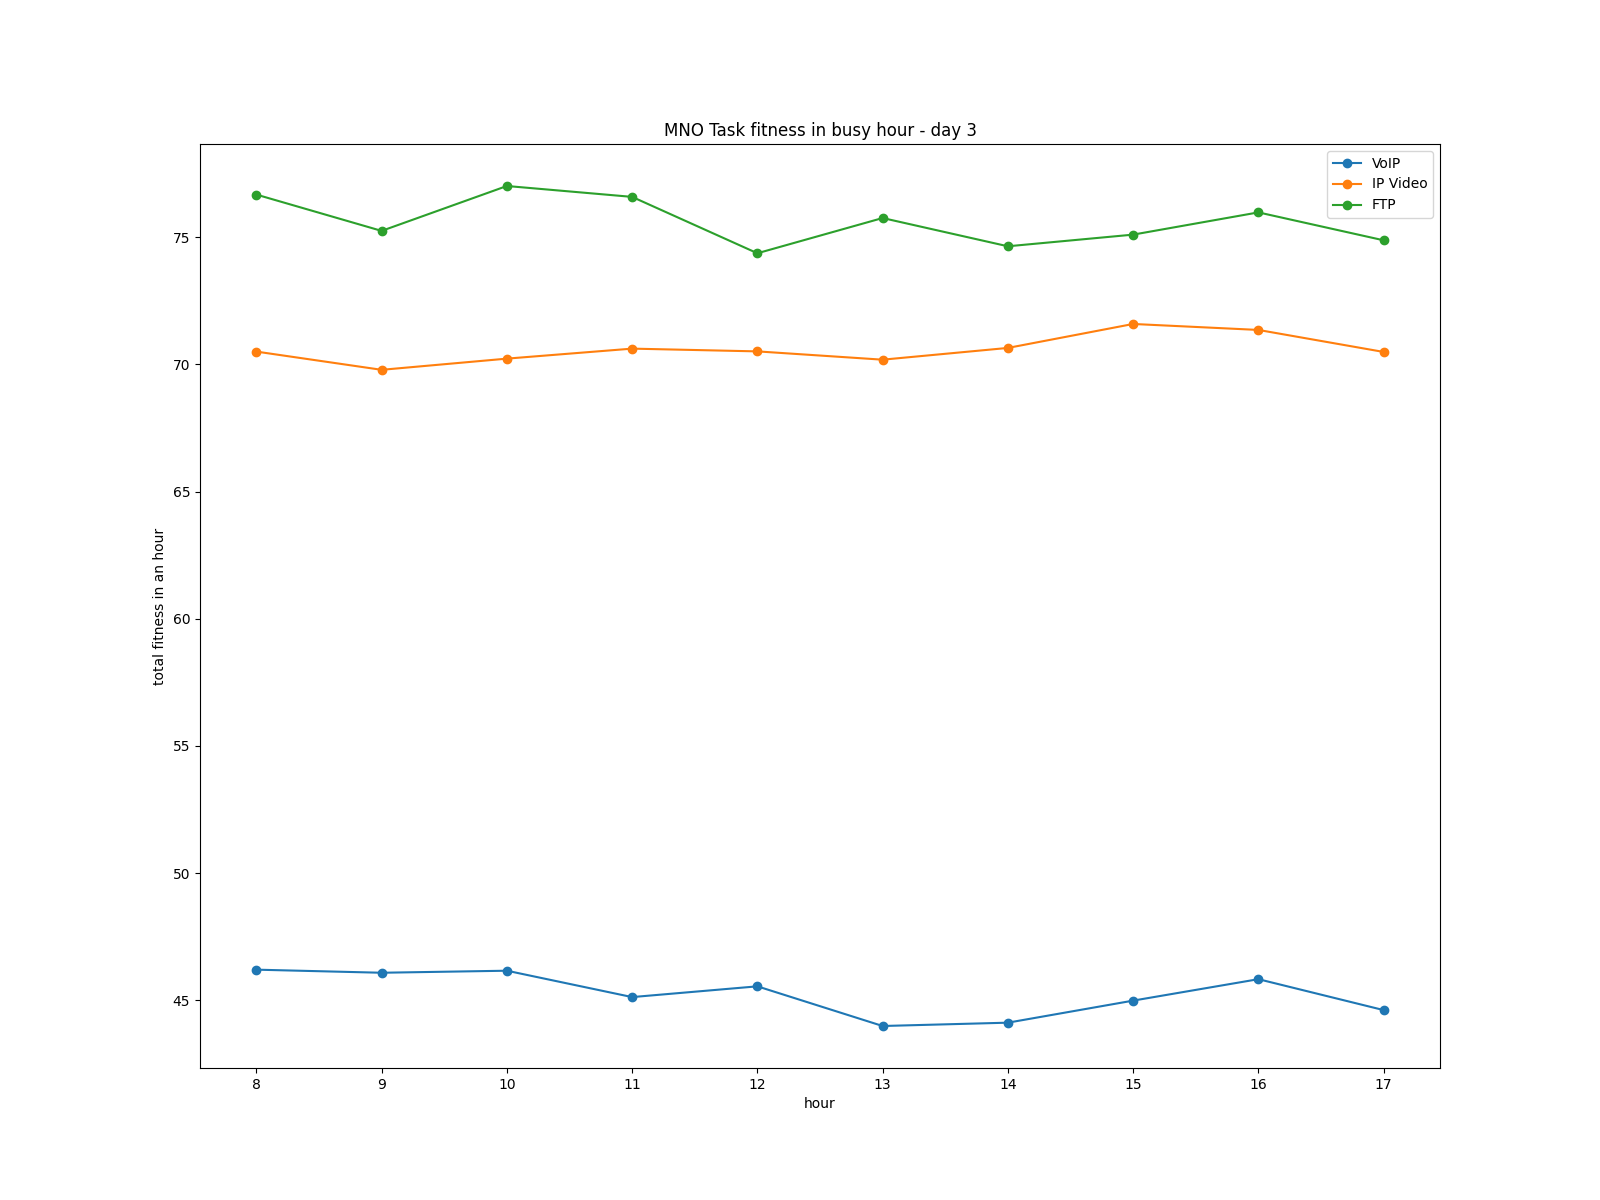 MNO Task fitness in busy hour - day 3
VoIP
IP Video
FTP
75
70
65
60
55
50
45
total fitness in an hour
8 9 10 11 12 13 14 15 16 17
hour